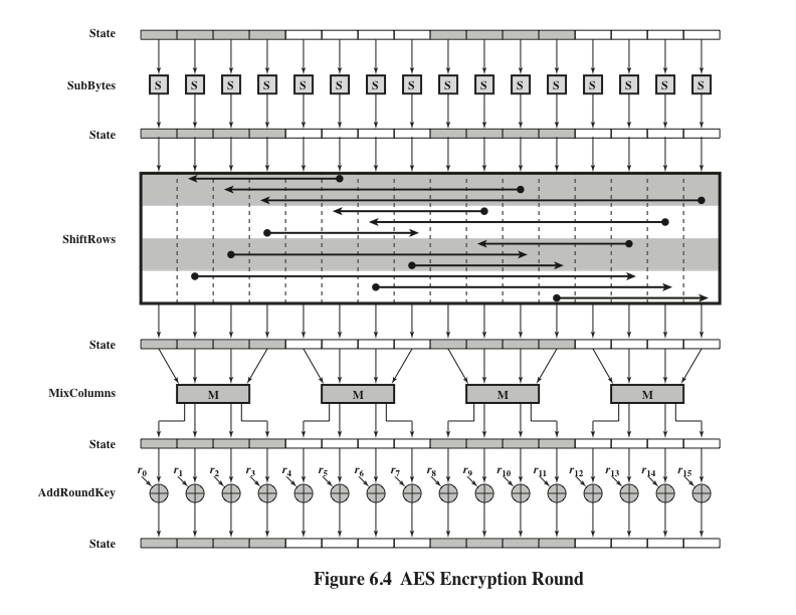 State
SubBytes S S S S S S S S S S S S S S S S
State
ShiftRows
State
MixColumns M M M M
State
r0 r1 r2 r3 r4 r5 r6 r7 r8 r9 r10 r11 r12 r13 r14 r15
AddRoundKey
State
Figure 6.4 AES Encryption Round